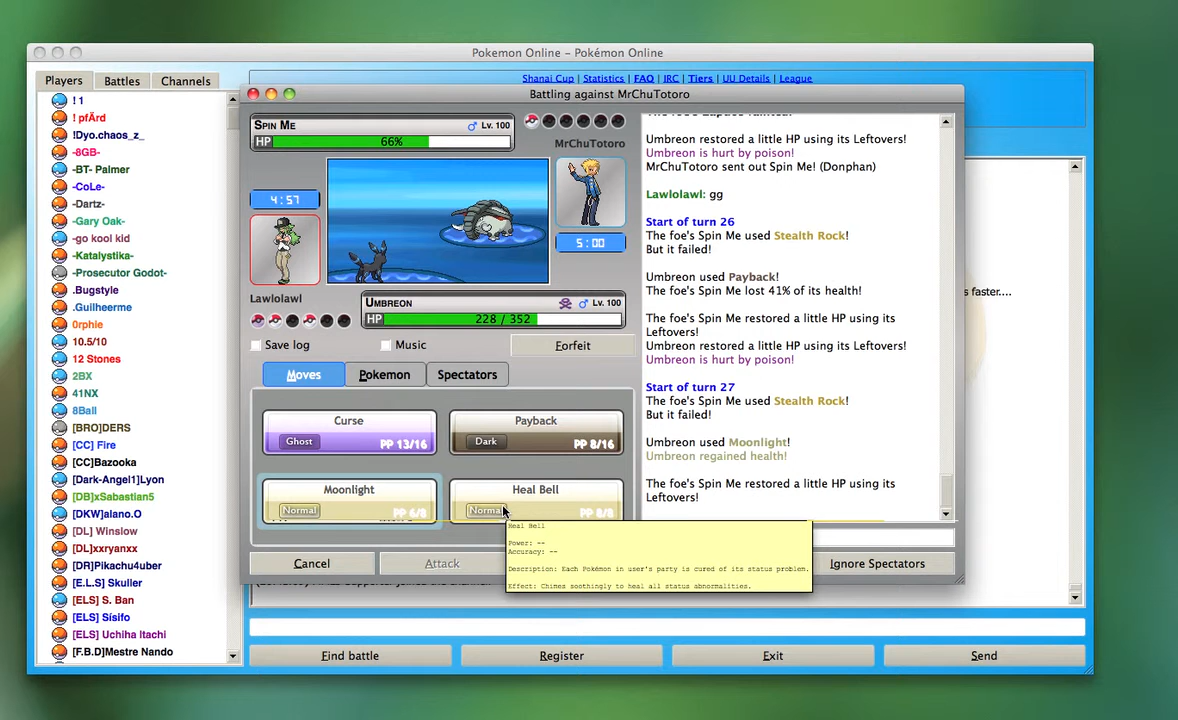 Pokemon Online – Pokémon Online
Players
Battles
Channels
Shanai Cup | Statistics | FAQ | IRC | Tiers | UU Details | League
! 1
! pfÄrd
!Dyo.chaos_z_
-8GB-
-BT- Palmer
-CoLe-
-Dartz-
-Gary Oak-
-go kool kid
-Katalystika-
-Prosecutor Godot-
.Bugstyle
.Guilheerme
0rphie
10.5/10
12 Stones
2BX
41NX
8Ball
[BRO]DERS
[CC] Fire
[CC]Bazooka
[Dark-Angel1]Lyon
[DB]xSabastian5
[DKW]alano.O
[DL] Winslow
[DL]xxryanxx
[DR]Pikachu4uber
[E.L.S] Skuller
[ELS] S. Ban
[ELS] Sísifo
[ELS] Uchiha Itachi
[F.B.D]Mestre Nando
Battling against MrChuTotoro
Spin Me
♂ Lv. 100
HP
66%
MrChuTotoro
4:57
5:00
Lawlolawl
Umbreon
♂ Lv. 100
HP
228 / 352
Save log
Music
Forfeit
Moves
Pokemon
Spectators
Curse
Ghost
PP 13/16
Payback
Dark
PP 8/16
Moonlight
Normal
PP 6/8
Heal Bell
Normal
PP 8/8
Cancel
Attack
Umbreon restored a little HP using its Leftovers!
Umbreon is hurt by poison!
MrChuTotoro sent out Spin Me! (Donphan)
Lawlolawl: gg
Start of turn 26
The foe's Spin Me used Stealth Rock!
But it failed!
Umbreon used Payback!
The foe's Spin Me lost 41% of its health!
The foe's Spin Me restored a little HP using its
Leftovers!
Umbreon restored a little HP using its Leftovers!
Umbreon is hurt by poison!
Start of turn 27
The foe's Spin Me used Stealth Rock!
But it failed!
Umbreon used Moonlight!
Umbreon regained health!
The foe's Spin Me restored a little HP using its
Leftovers!
Heal Bell
Power: --
Accuracy: --
Description: Each Pokémon in user's party is cured of its status problem.
Effect: Chimes soothingly to heal all status abnormalities.
Ignore Spectators
s faster....
Find battle
Register
Exit
Send